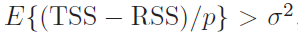 E{(TSS − RSS)/p} > σ².